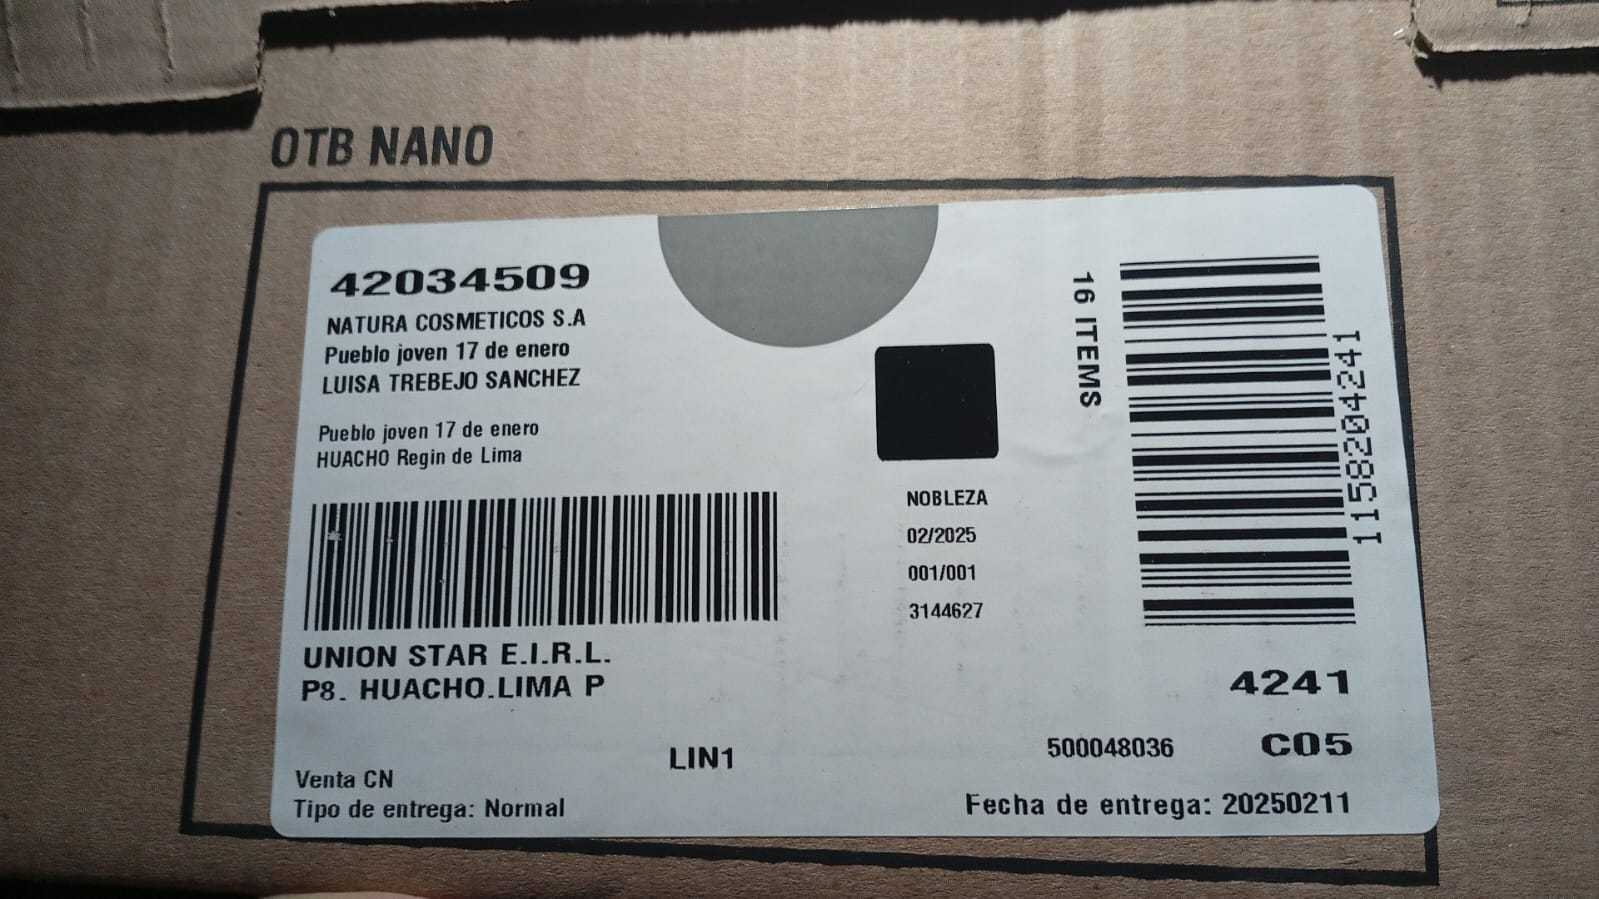 OTB NANO
42034509
NATURA COSMETICOS S.A
Pueblo joven 17 de enero
LUISA TREBEJO SANCHEZ
Pueblo joven 17 de enero
HUACHO Regin de Lima
UNION STAR E.I.R.L.
P8. HUACHO.LIMA P
LIN1
Venta CN
Tipo de entrega: Normal
NOBLEZA
02/2025
001/001
3144627
16 ITEMS
1158204241
4241
500048036
C05
Fecha de entrega: 20250211